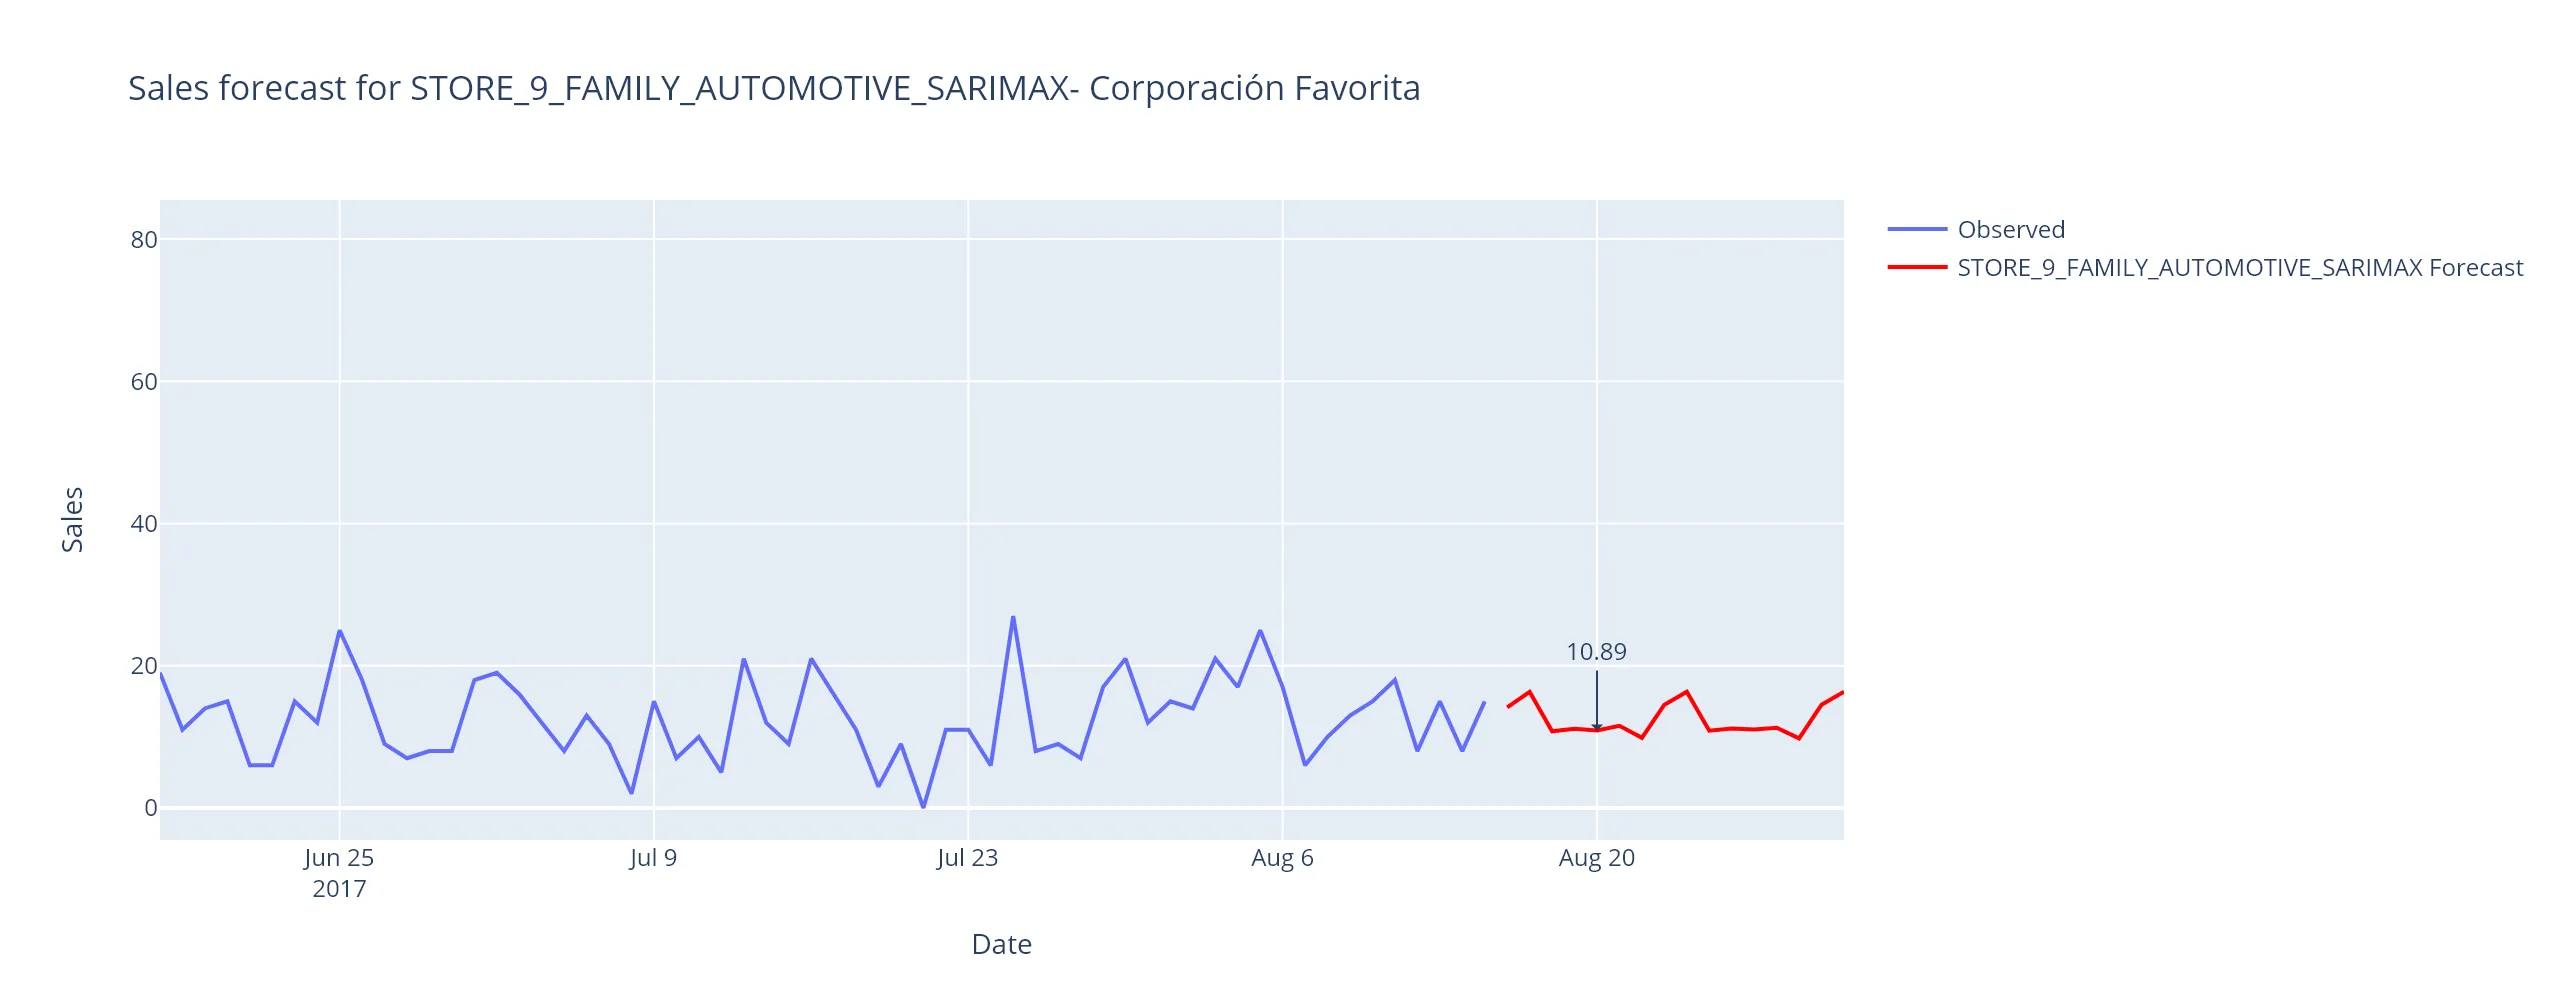 Sales forecast for STORE_9_FAMILY_AUTOMOTIVE_SARIMAX- Corporación Favorita
Observed
STORE_9_FAMILY_AUTOMOTIVE_SARIMAX Forecast
80
60
40
20
0
Sales
10.89
Jun 25
2017
Jul 9
Jul 23
Aug 6
Aug 20
Date